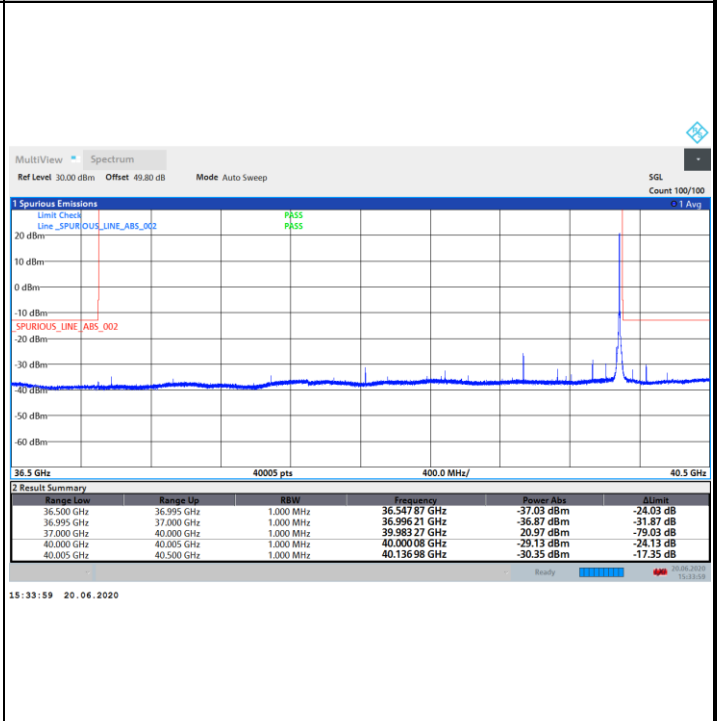 MultiView Spectrum
Ref Level 30.00 dBm Offset 49.80 dB Mode Auto Sweep SGL
Count 100/100
1 Spurious Emissions 1 Avg
Limit Check PASS
Line _SPURIOUS_LINE_ABS_002 PASS
20 dBm
10 dBm
0 dBm
-10 dBm
_SPURIOUS_LINE_ABS_002
-20 dBm
-30 dBm
-40 dBm
-50 dBm
-60 dBm
36.5 GHz 40005 pts 400.0 MHz/ 40.5 GHz
2 Result Summary
Range Low Range Up RBW Frequency Power Abs ΔLimit
36.500 GHz 36.995 GHz 1.000 MHz 36.547 87 GHz -37.03 dBm -24.03 dB
36.995 GHz 37.000 GHz 1.000 MHz 36.996 21 GHz -36.87 dBm -31.87 dB
37.000 GHz 40.000 GHz 1.000 MHz 39.983 27 GHz 20.97 dBm -79.03 dB
40.000 GHz 40.005 GHz 1.000 MHz 40.000 08 GHz -29.13 dBm -24.13 dB
40.005 GHz 40.500 GHz 1.000 MHz 40.136 98 GHz -30.35 dBm -17.35 dB
Ready 20.06.2020
15:33:59
15:33:59 20.06.2020